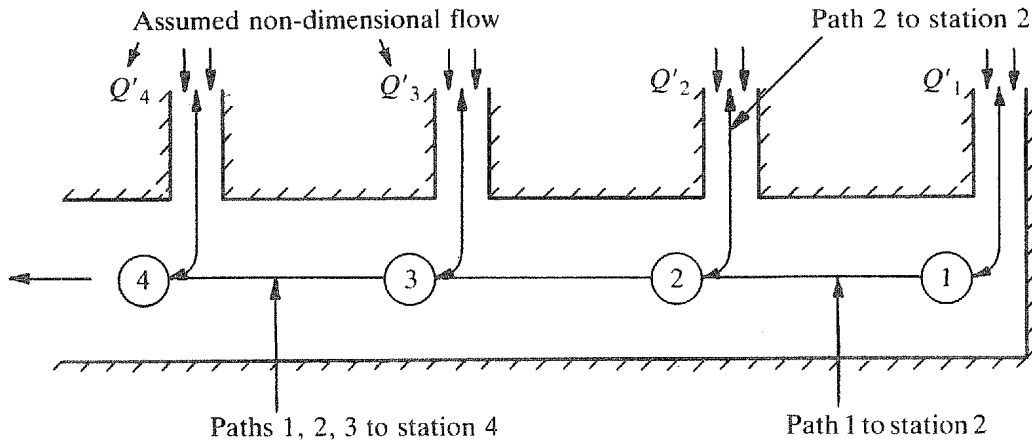 Assumed non-dimensional flow
Path 2 to station 2
Q'4
Q'3
Q'2
Q'1
4
3
2
1
Paths 1, 2, 3 to station 4
Path 1 to station 2